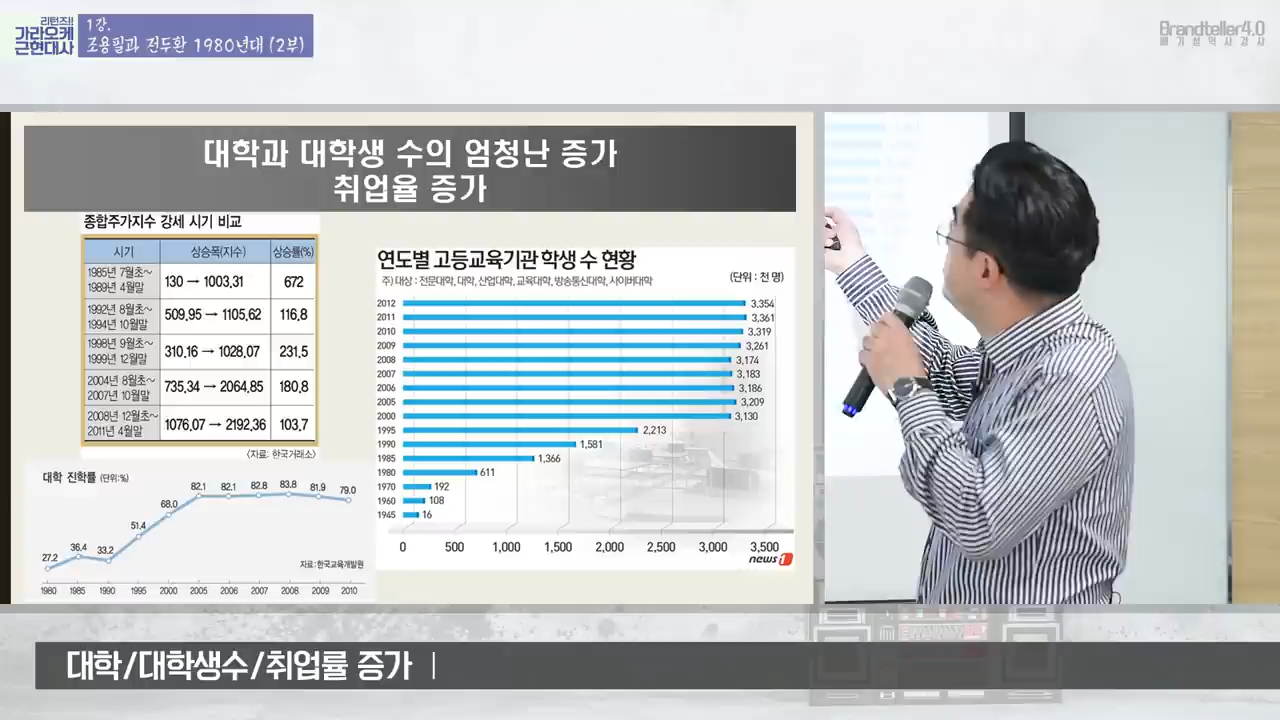 리턴즈!!
가라오케
근현대사
1강.
조용필과 전두환 1980년대 (2부)
Brandteller4.0
배기성역사강사
대학과 대학생 수의 엄청난 증가
취업율 증가
종합주가지수 강세 시기 비교
시기 상승폭(지수) 상승률(%)
1985년 7월초~
1989년 4월말
130 → 1003.31 672
1992년 8월초~
1994년 10월말
509.95 → 1105.62 116.8
1998년 9월초~
1999년 12월말
310.16 → 1028.07 231.5
2004년 8월초~
2007년 10월말
735.34 → 2064.85 180.8
2008년 12월초~
2011년 4월말
1076.07 → 2192.36 103.7
〈자료: 한국거래소〉
대학 진학률 (단위:%)
27.2 36.4 33.2 51.4 68.0 82.1 82.1 82.8 83.8 81.9 79.0
자료:한국교육개발원
1980 1985 1990 1995 2000 2005 2006 2007 2008 2009 2010
연도별 고등교육기관 학생 수 현황
주) 대상 : 전문대학, 대학, 산업대학, 교육대학, 방송통신대학, 사이버대학
(단위 : 천 명)
2012 3,354
2011 3,361
2010 3,319
2009 3,261
2008 3,174
2007 3,183
2006 3,186
2005 3,209
2000 3,130
1995 2,213
1990 1,581
1985 1,366
1980 611
1970 192
1960 108
1945 16
0 500 1,000 1,500 2,000 2,500 3,000 3,500
news1
대학/대학생수/취업률 증가